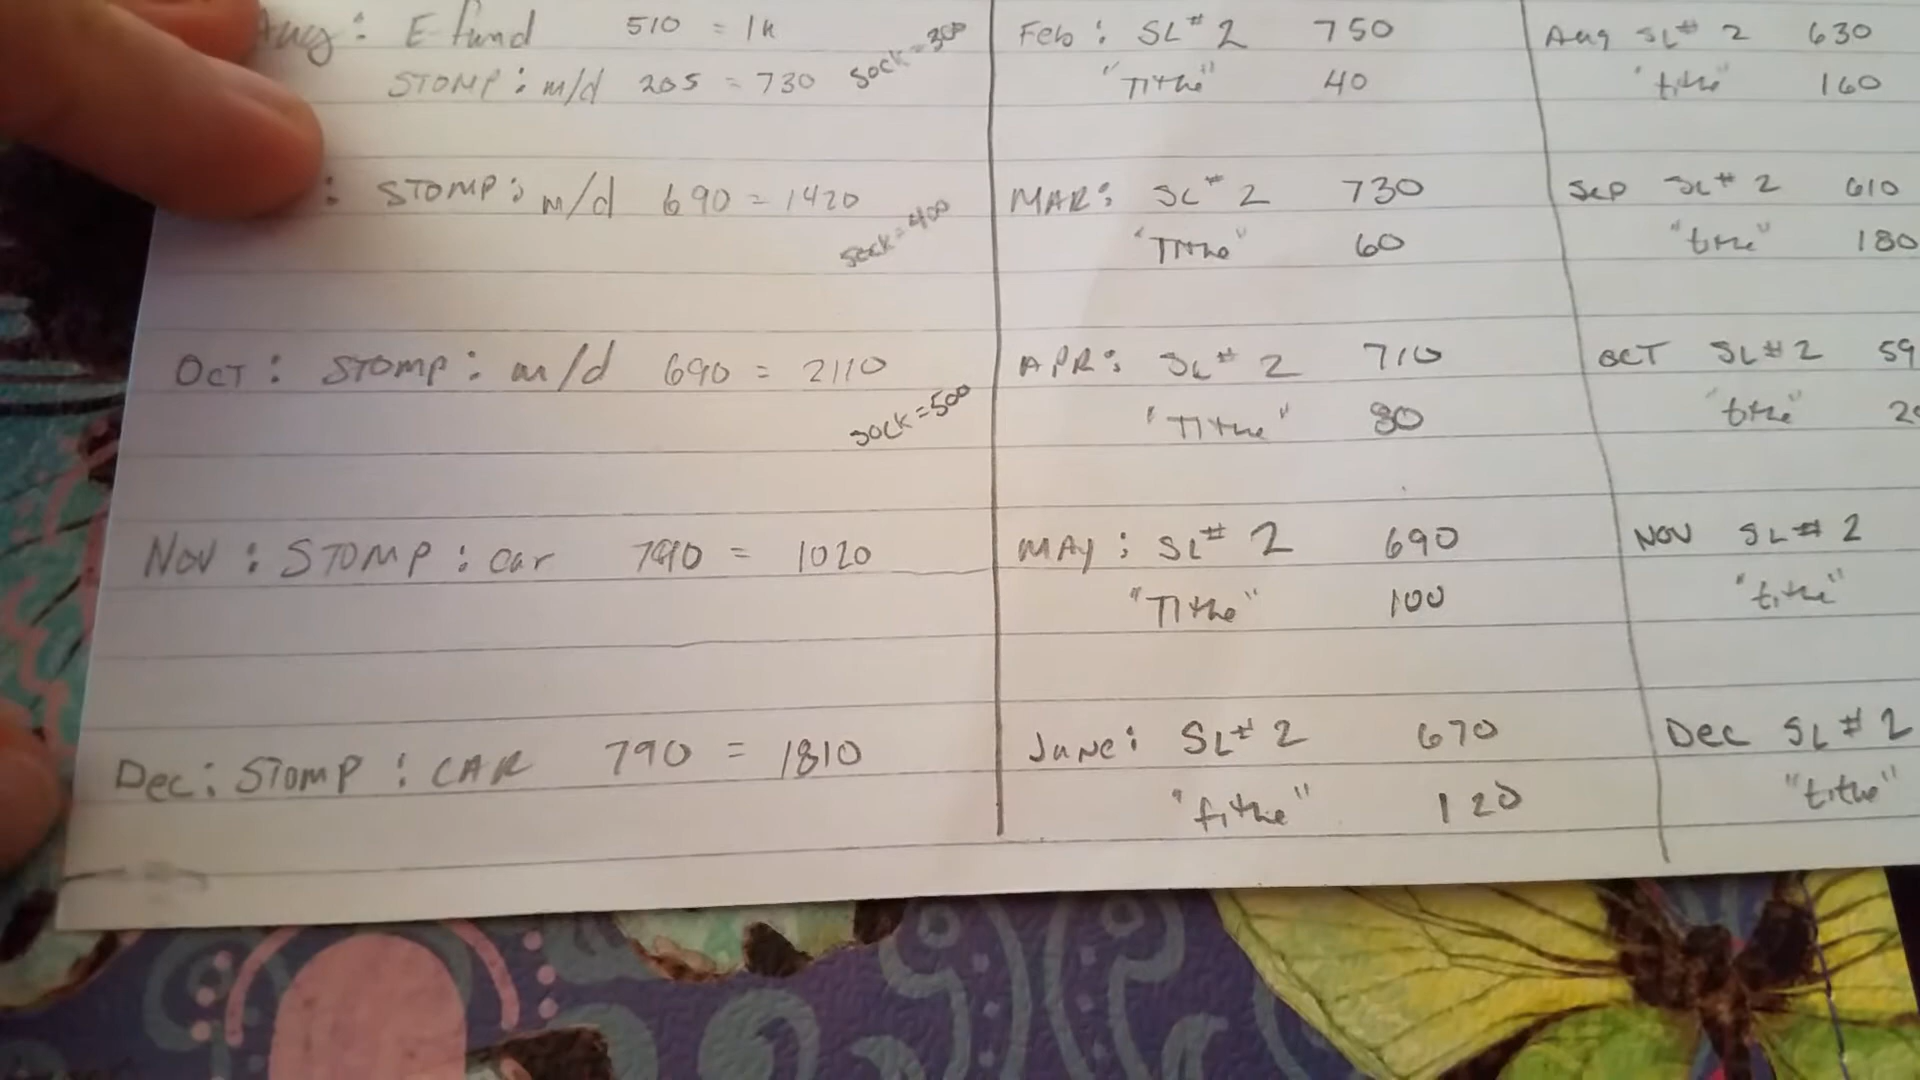 Aug: E-fund 510 = 1k
STOMP: m/d 205 = 730 sock=300
: STOMP: m/d 690 = 1420
sock=400
Oct: STOMP: m/d 690 = 2110
sock=500
Nov: STOMP: car 790 = 1020
Dec: STOMP: CAR 790 = 1810
Feb: SL# 2 750
"Tithe" 40
MAR: SL# 2 730
"Tithe" 60
APR: SL# 2 710
"Tithe" 80
MAY: SL# 2 690
"Tithe" 100
June: SL# 2 670
"tithe" 120
Aug SL# 2 630
"tithe" 160
Sep SL# 2 610
"tithe" 180
OCT SL#2 59
"tithe" 20
Nov SL# 2
"tithe"
Dec SL#2
"tithe"